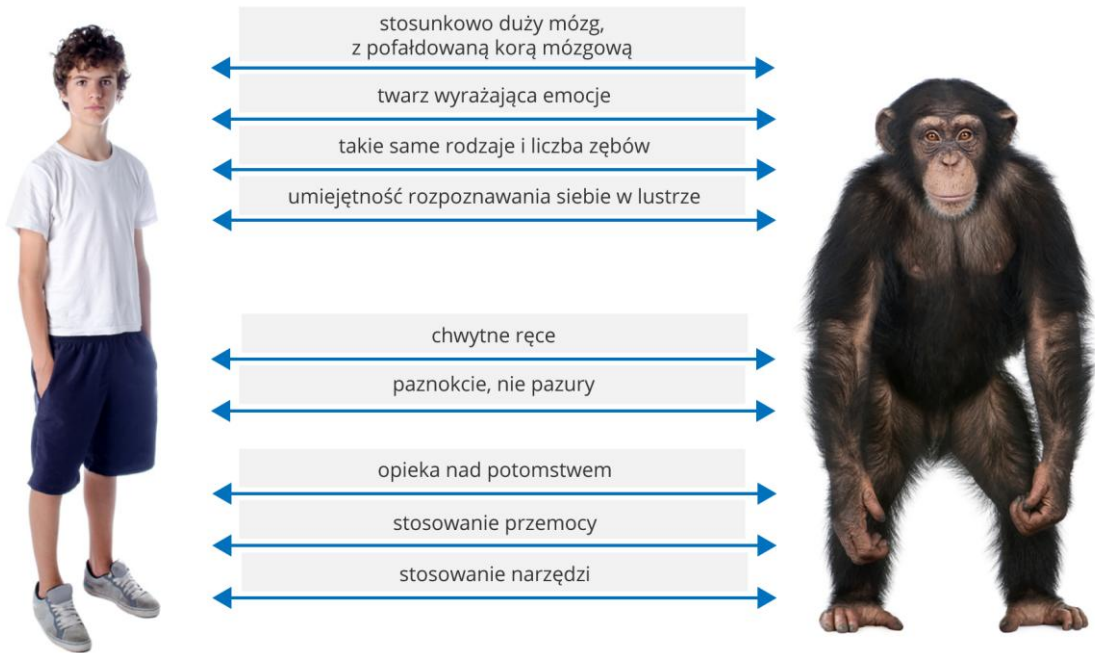 stosunkowo duży mózg,
z pofałdowaną korą mózgową
twarz wyrażająca emocje
takie same rodzaje i liczba zębów
umiejętność rozpoznawania siebie w lustrze
chwytne ręce
paznokcie, nie pazury
opieka nad potomstwem
stosowanie przemocy
stosowanie narzędzi